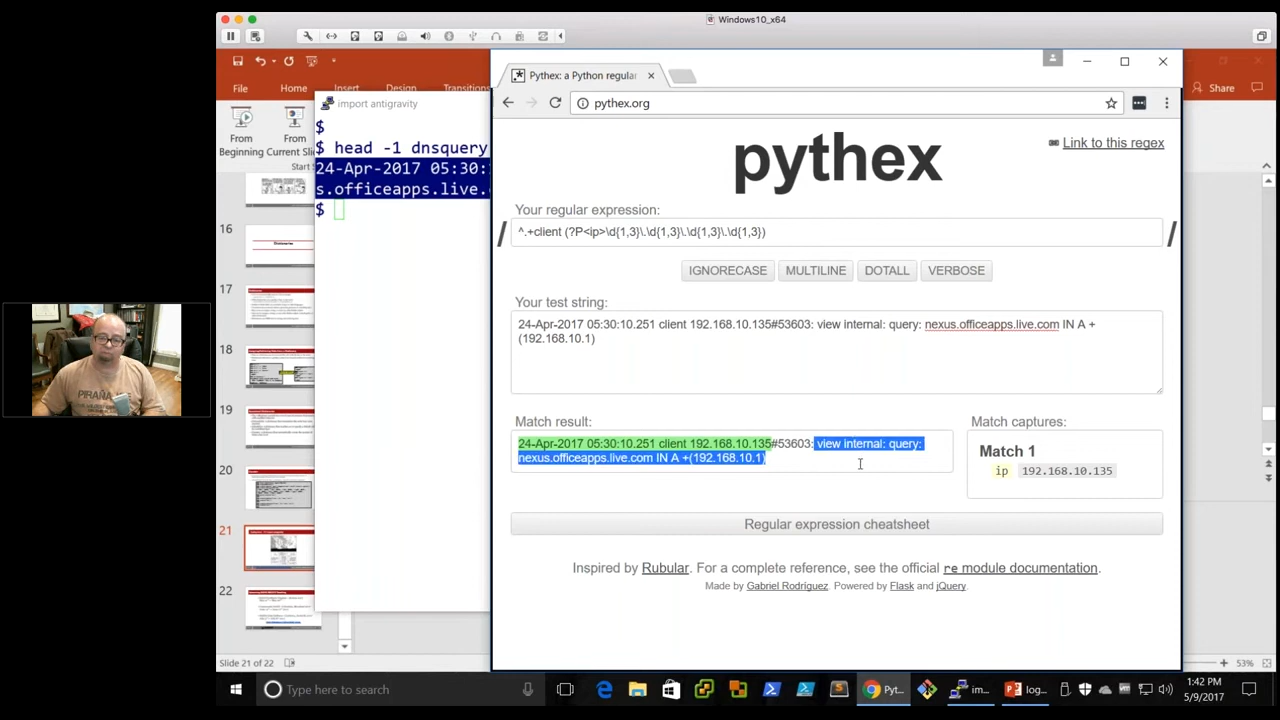 Windows10_x64
File
Home
Insert
Design
Transitions
Share
From
Beginning
From
Current Slide
Start
16
17
18
19
20
21
22
Slide 21 of 22
53%
import antigravity
$
$ head -1 dnsquery
24-Apr-2017 05:30:
s.officeapps.live.
$
Pythex: a Python regular
pythex.org
pythex
Link to this regex
Your regular expression:
/ ^.+client (?P<ip>\d{1,3}\.\d{1,3}\.\d{1,3}\.\d{1,3}) /
IGNORECASE MULTILINE DOTALL VERBOSE
Your test string:
24-Apr-2017 05:30:10.251 client 192.168.10.135#53603: view internal: query: nexus.officeapps.live.com IN A +
(192.168.10.1)
Match result:
24-Apr-2017 05:30:10.251 client 192.168.10.135#53603: view internal: query:
nexus.officeapps.live.com IN A +(192.168.10.1)
Match captures:
Match 1
ip 192.168.10.135
Regular expression cheatsheet
Inspired by Rubular. For a complete reference, see the official re module documentation.
Made by Gabriel Rodríguez. Powered by Flask and jQuery.
Type here to search
Pyt...
im...
log...
1:42 PM
5/9/2017
PIRAÑA